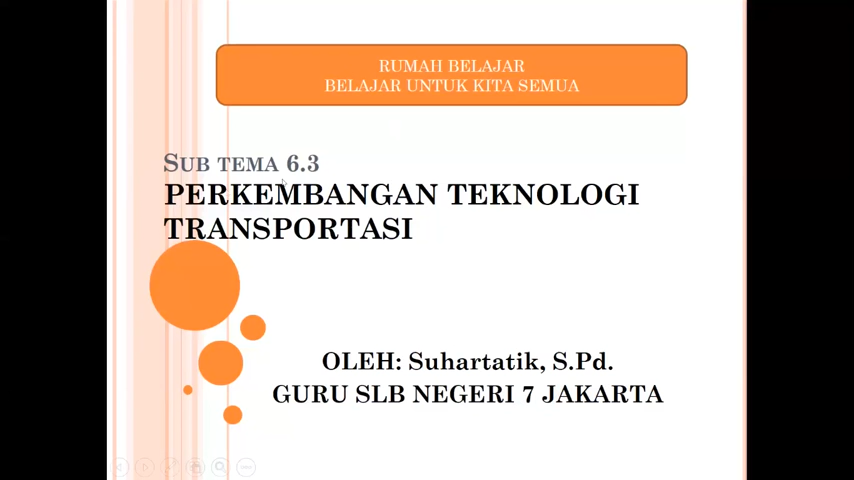 RUMAH BELAJAR
BELAJAR UNTUK KITA SEMUA
SUB TEMA 6.3
PERKEMBANGAN TEKNOLOGI
TRANSPORTASI
OLEH: Suhartatik, S.Pd.
GURU SLB NEGERI 7 JAKARTA